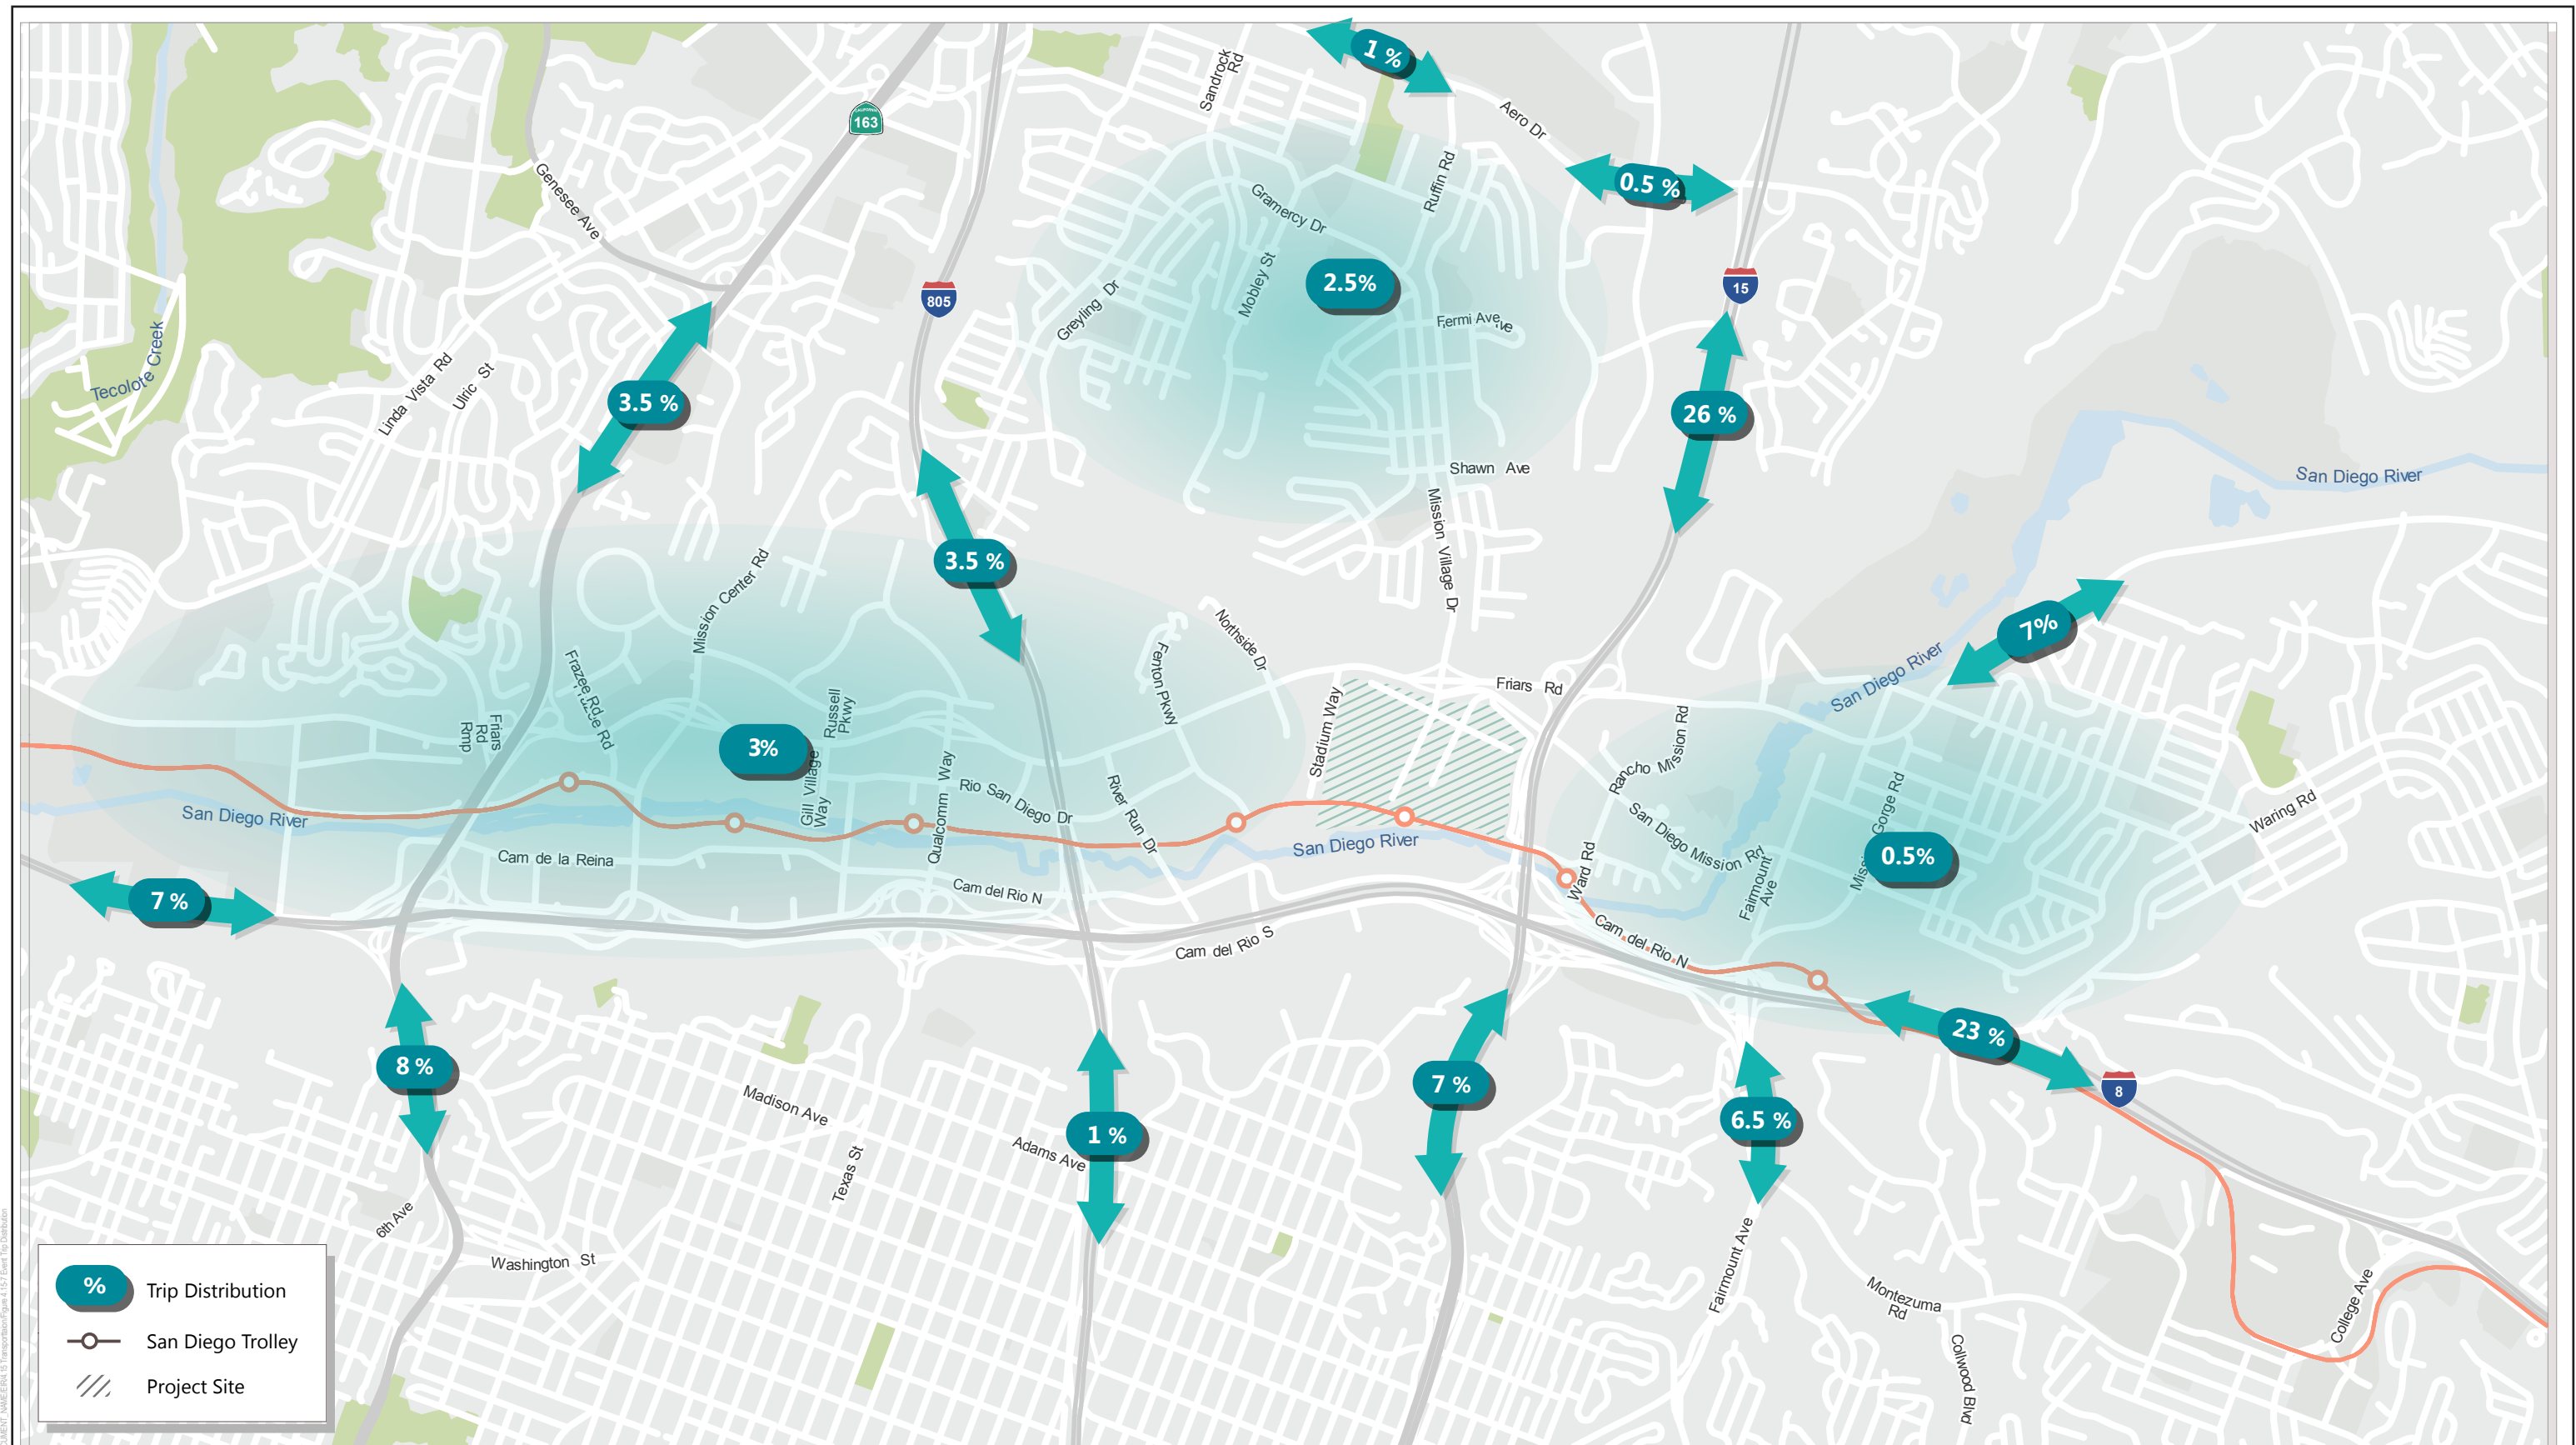 1 %
Sandrock
Rd
Aero Dr
CALIFORNIA
163
Genesee Ave
Ruffin Rd
0.5 %
Gramercy Dr
Mobley St
2.5%
15
805
Greyling Dr
Fermi Ave
Tecolote Creek
Linda Vista Rd
Ulric St
3.5 %
26 %
Shawn Ave
San Diego River
Mission Village Dr
3.5 %
Mission Center Rd
Northside Dr
Fenton Pkwy
7%
San Diego River
Friars Rd
Stadium Way
Frazee Rd
Friars
Rd
Rmp
Russell
Pkwy
3%
Gill Village
Way
Qualcomm Way
Rio San Diego Dr
River Run Dr
Rancho Mission Rd
San Diego Mission Rd
Gorge Rd
Waring Rd
San Diego River
San Diego River
0.5%
Cam de la Reina
Cam del Rio N
Ward Rd
Fairmount
Ave
7 %
Cam del Rio S
Cam del Rio N
23 %
8 %
7 %
8
Madison Ave
6.5 %
1 %
Adams Ave
Texas St
6th Ave
Washington St
Fairmount Ave
Montezuma
Rd
College Ave
Collwood Blvd
% Trip Distribution
San Diego Trolley
Project Site